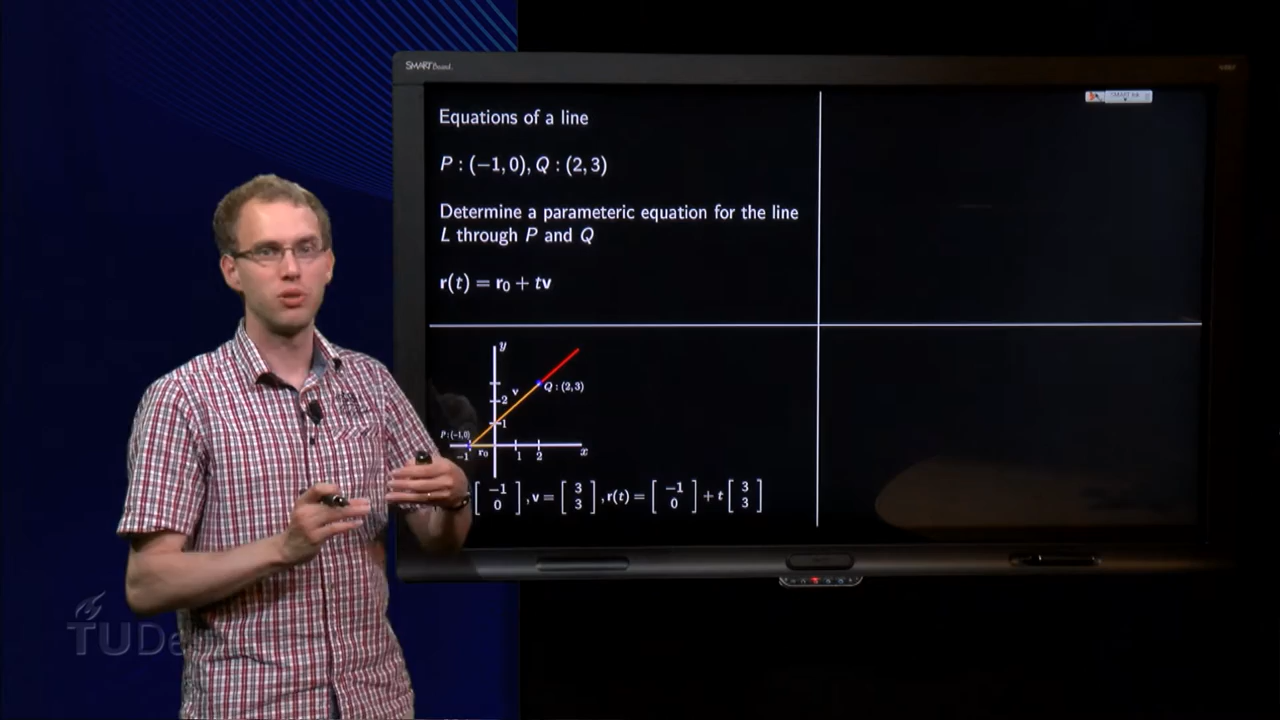 SMART Board
Equations of a line
P : (−1, 0), Q : (2, 3)
Determine a parameteric equation for the line
L through P and Q
r(t) = r₀ + tv
y
v
Q : (2,3)
2
1
P : (−1,0)
−1
r₀
1
2
x
[−1 0], v = [3 3], r(t) = [−1 0] + t [3 3]
TUDe